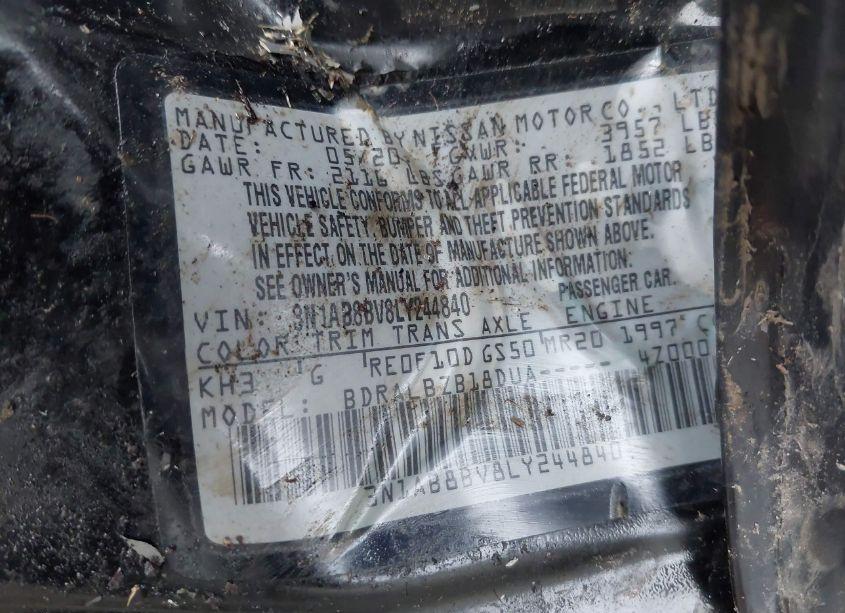 MANUFACTURED BY NISSAN MOTOR CO., LTD
DATE: 05/20 GVWR: 3957 LB
GAWR FR: 2116 LBS GAWR RR: 1852 LB
THIS VEHICLE CONFORMS TO ALL APPLICABLE FEDERAL MOTOR
VEHICLE SAFETY, BUMPER AND THEFT PREVENTION STANDARDS
IN EFFECT ON THE DATE OF MANUFACTURE SHOWN ABOVE.
SEE OWNER'S MANUAL FOR ADDITIONAL INFORMATION.
VIN: 3N1AB8BV8LY244840 PASSENGER CAR.
COLOR TRIM TRANS AXLE ENGINE
KH3 G RE0F10D GS50 MR20 1997 C
MODEL: BDRALBZB18DUA----- 4Z000
3N1AB8BV8LY244840